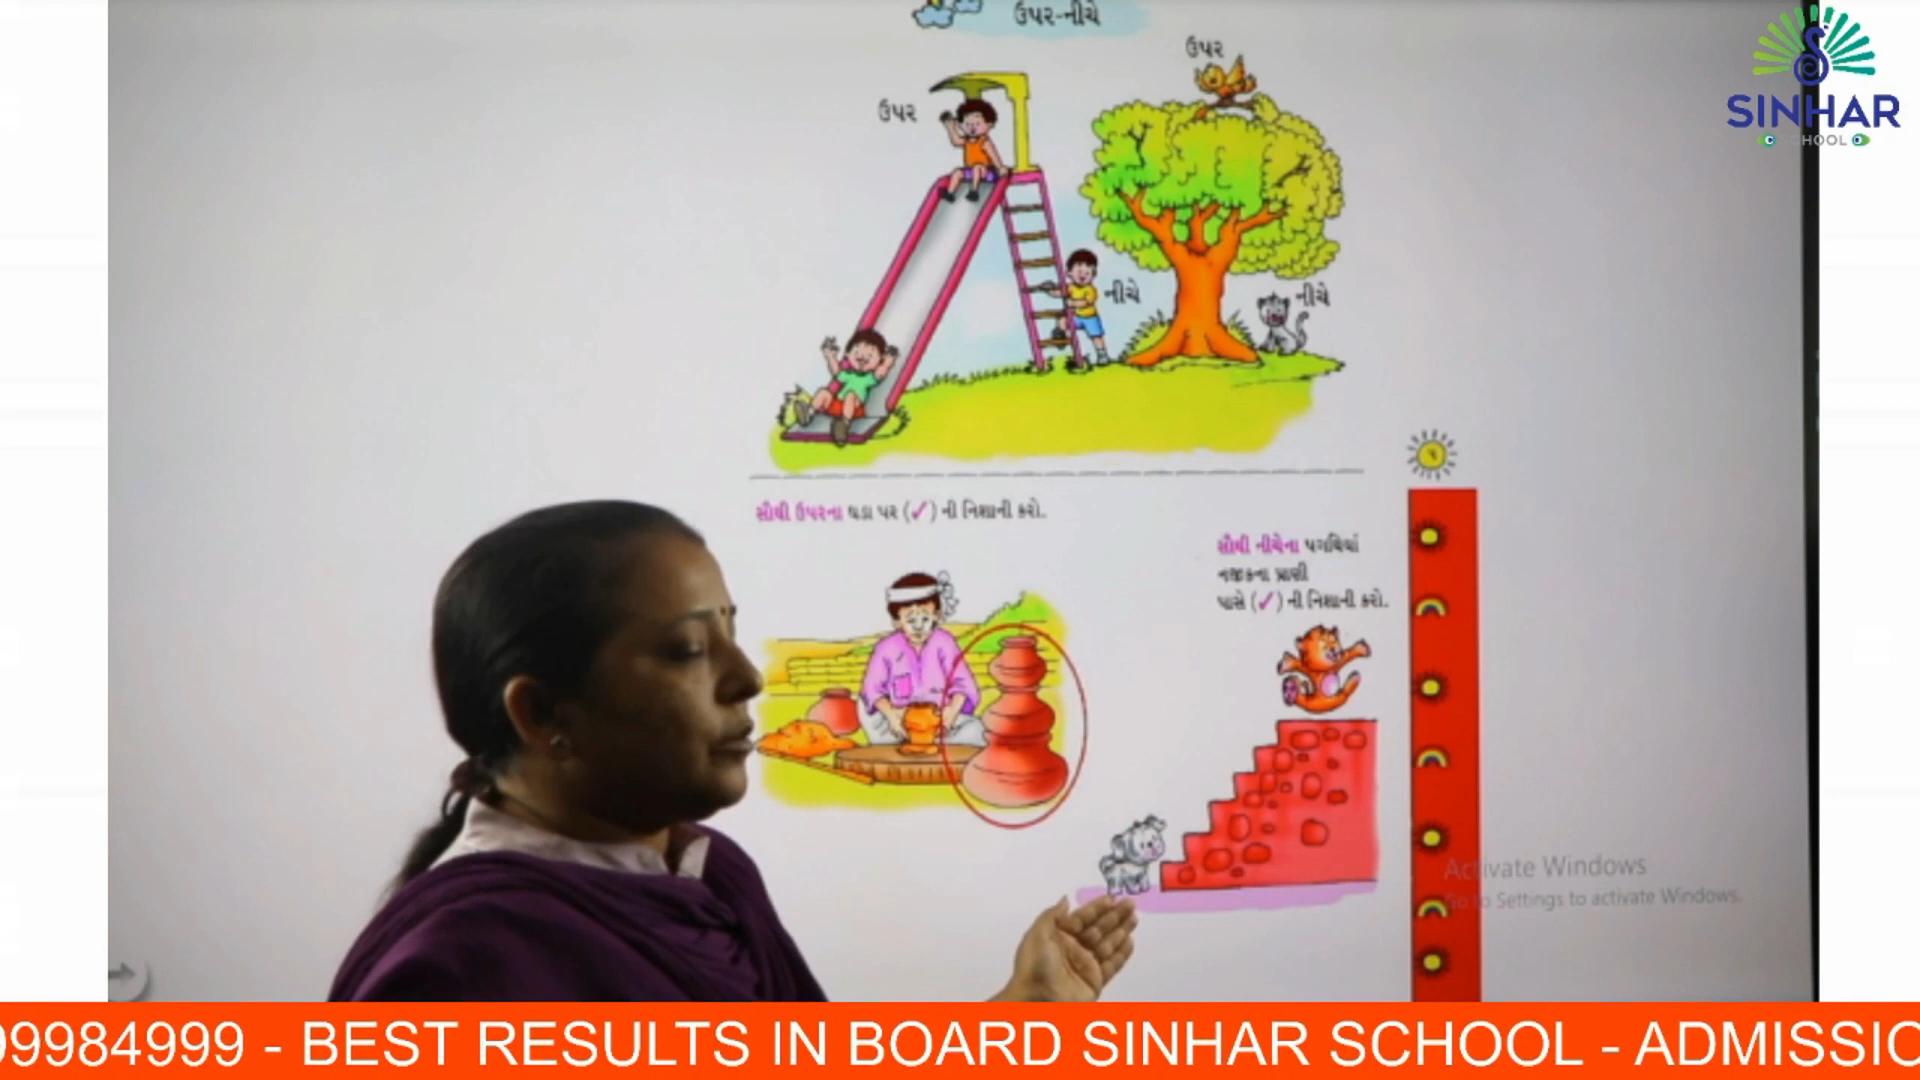 ઉપર-નીચે
ઉપર
ઉપર
નીચે
નીચે
સૌથી ઉપરના ઘડા પર (✓) ની નિશાની કરો.
સૌથી નીચેના પગથિયાં
નજીકના પ્રાણી
પાસે (✓) ની નિશાની કરો.
SINHAR
SCHOOL
Activate Windows
Go to Settings to activate Windows.
99984999 - BEST RESULTS IN BOARD SINHAR SCHOOL - ADMISSIO